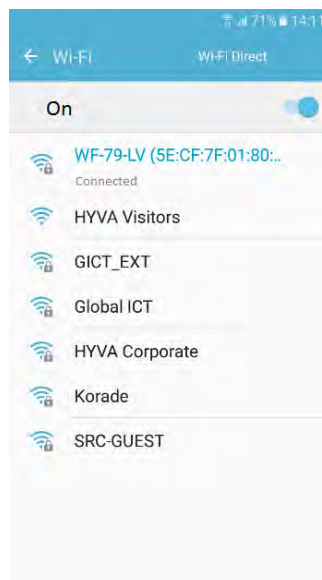 71% 14:11
Wi-Fi Wi-Fi Direct
On
WF-79-LV (5E:CF:7F:01:80:..
Connected
HYVA Visitors
GICT_EXT
Global ICT
HYVA Corporate
Korade
SRC-GUEST